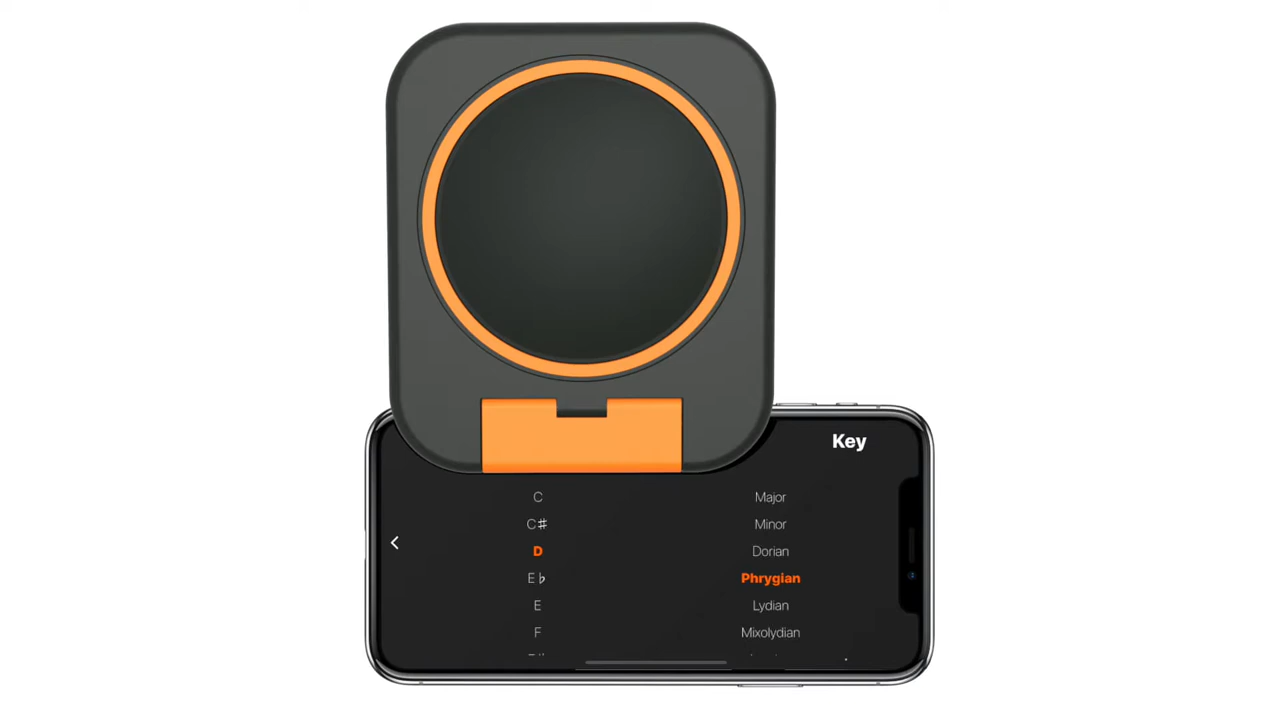 Key
C
Major
C♯
Minor
D
Dorian
E♭
Phrygian
E
Lydian
F
Mixolydian